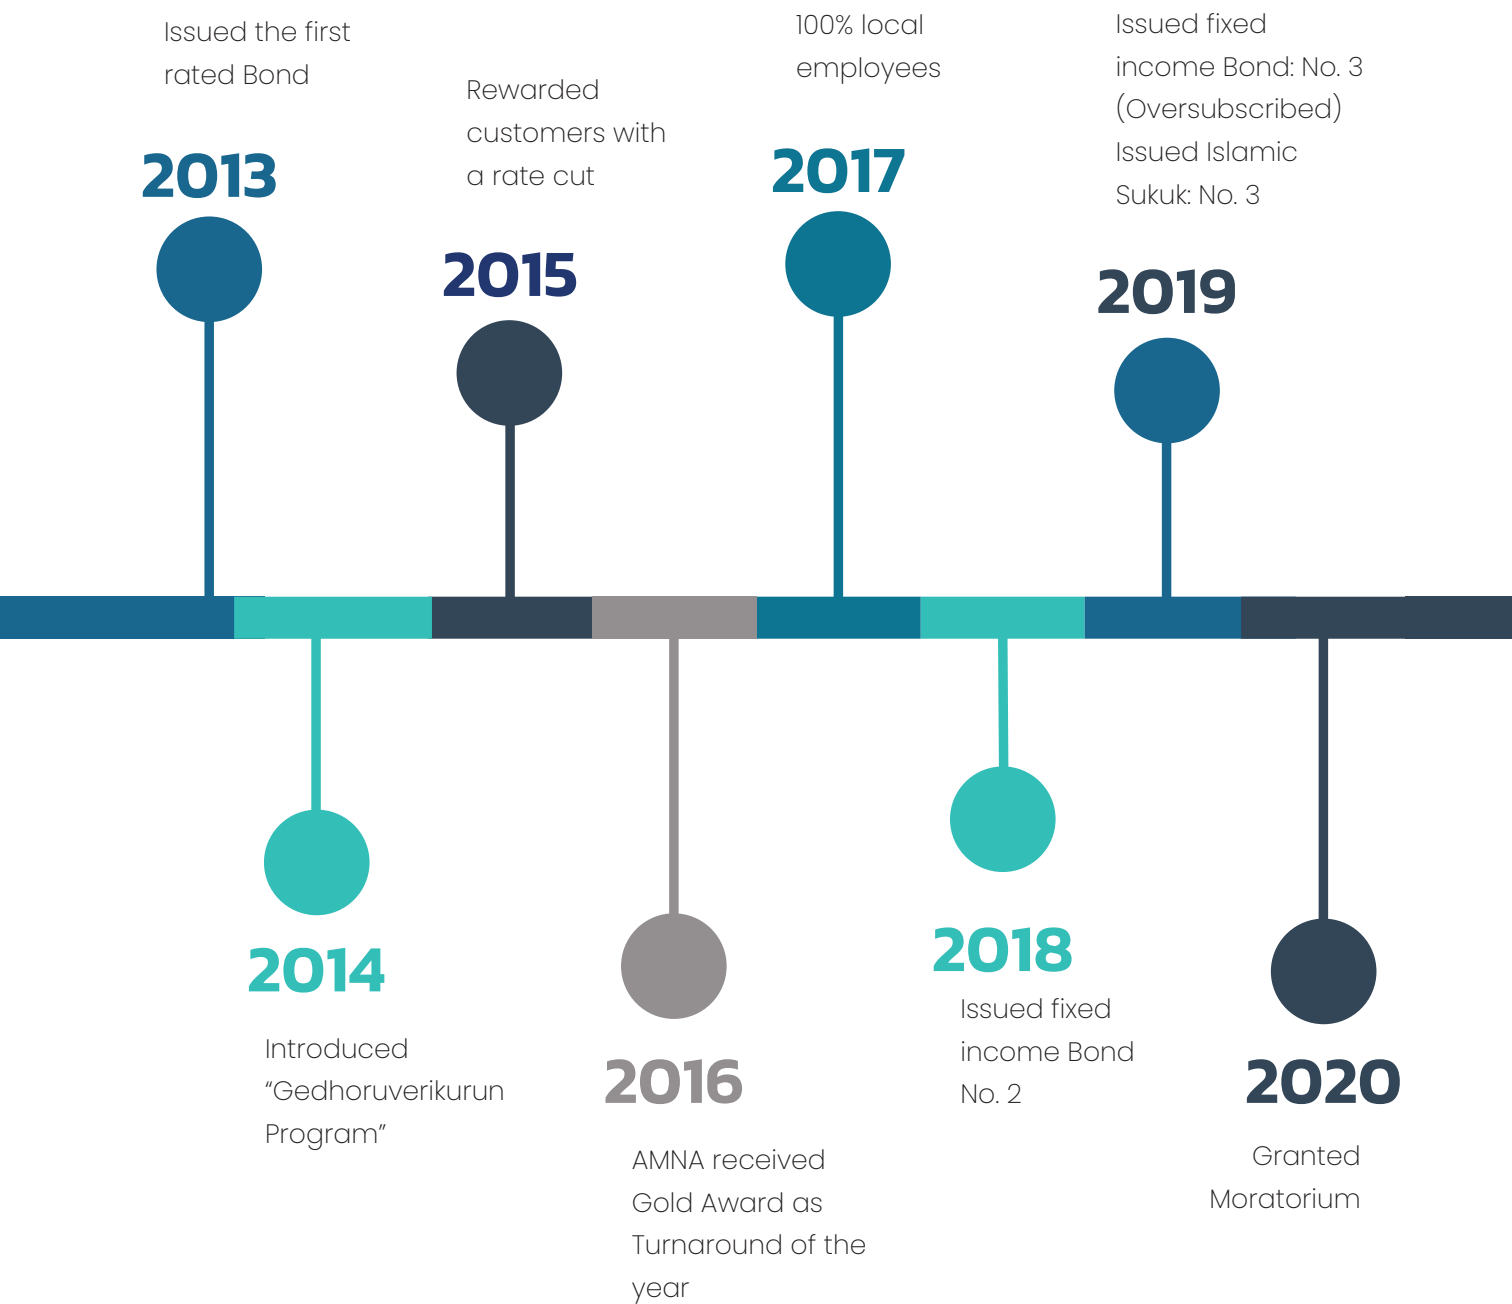 Issued the first
rated Bond
2013
Rewarded
customers with
a rate cut
2015
100% local
employees
2017
Issued fixed
income Bond: No. 3
(Oversubscribed)
Issued Islamic
Sukuk: No. 3
2019
2014
Introduced
“Gedhoruverikurun
Program”
2016
AMNA received
Gold Award as
Turnaround of the
year
2018
Issued fixed
income Bond
No. 2
2020
Granted
Moratorium